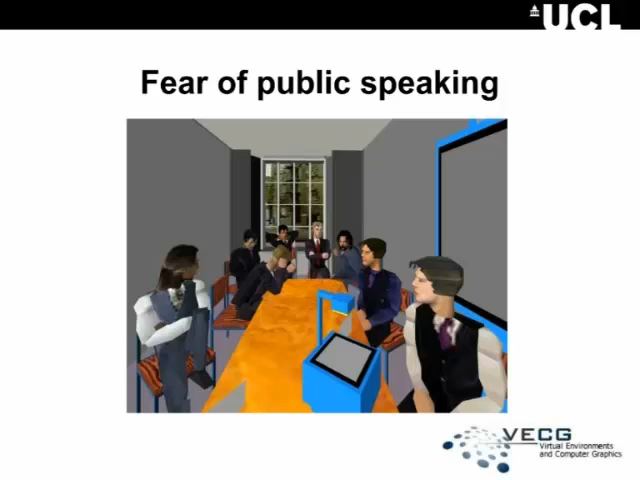 UCL
Fear of public speaking
VECG
Virtual Environments
and Computer Graphics